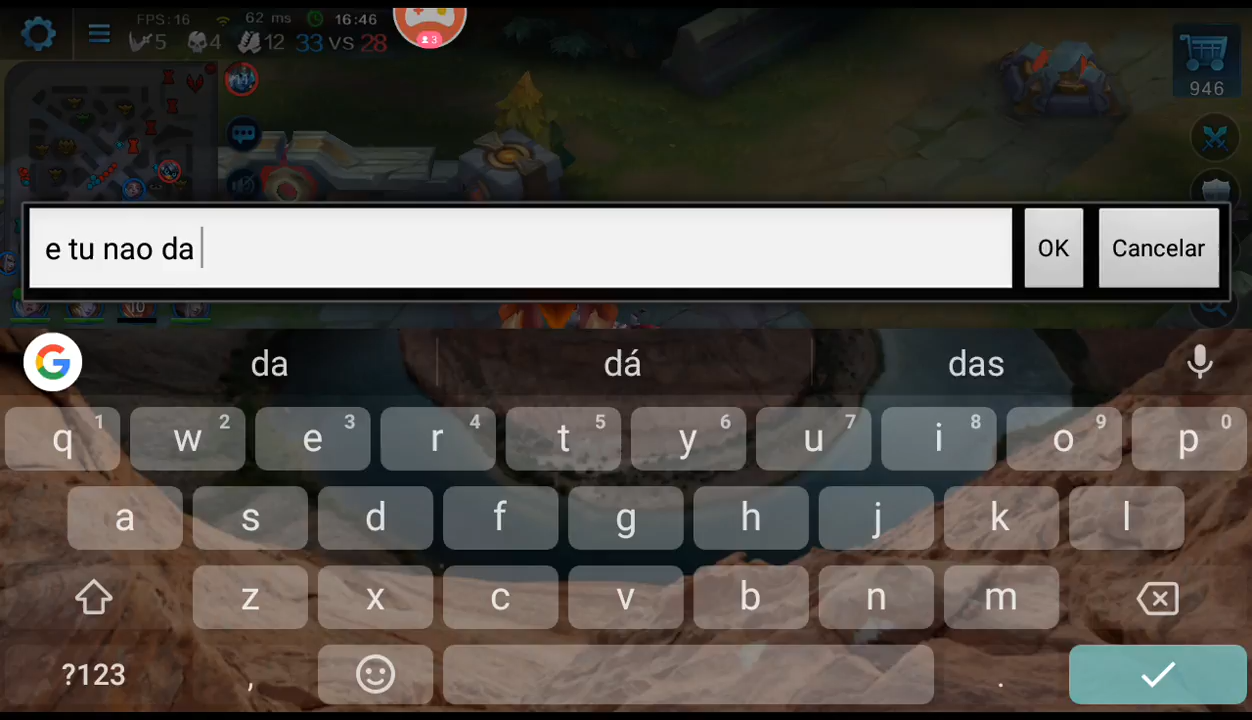 FPS:16 62 ms 16:46
5 4 12 33 vs 28
3
946
e tu nao da
OK
Cancelar
10
G da dá das
q 1 w 2 e 3 r 4 t 5 y 6 u 7 i 8 o 9 p 0
a s d f g h j k l
z x c v b n m
?123 , .